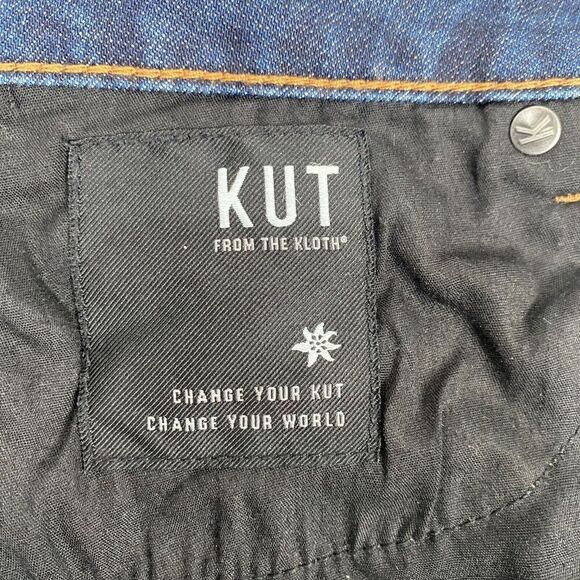 KUT
FROM THE KLOTH®
CHANGE YOUR KUT
CHANGE YOUR WORLD
K